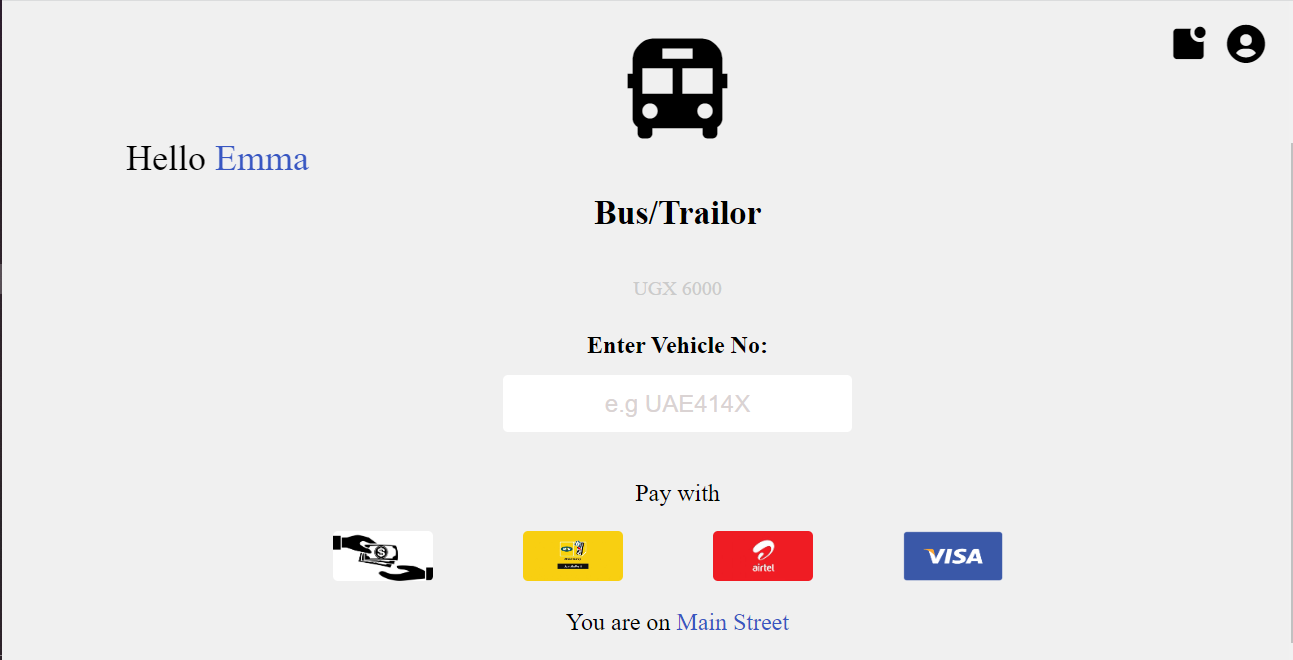 Hello Emma
Bus/Trailor
UGX 6000
Enter Vehicle No:
e.g UAE414X
Pay with
airtel
VISA
You are on Main Street